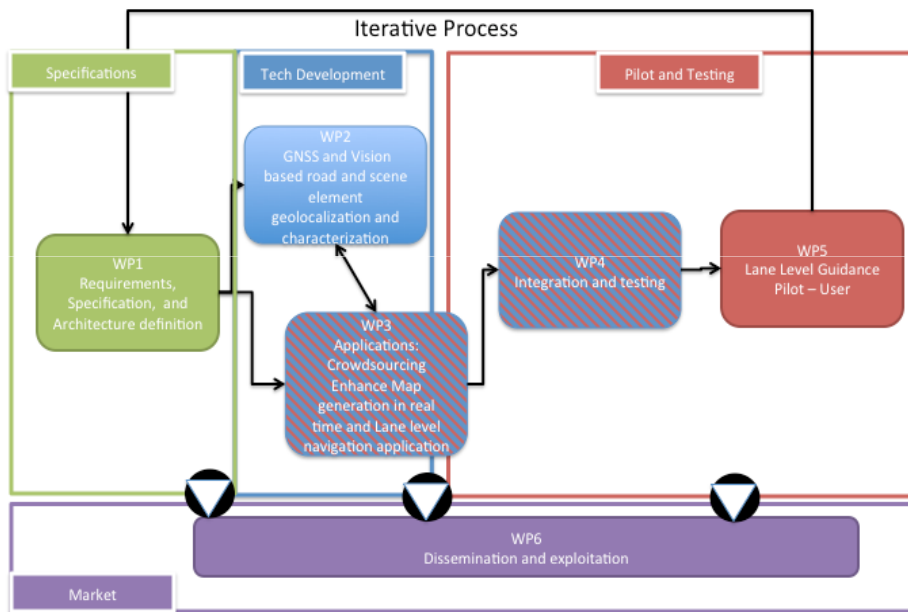 Iterative Process
Specifications
Tech Development
Pilot and Testing
WP2
GNSS and Vision
based road and scene
element
geolocalization and
characterization
WP1
Requirements,
Specification, and
Architecture definition
WP4
Integration and testing
WP5
Lane Level Guidance
Pilot – User
WP3
Applications:
Crowdsourcing
Enhance Map
generation in real
time and Lane level
navigation application
WP6
Dissemination and exploitation
Market